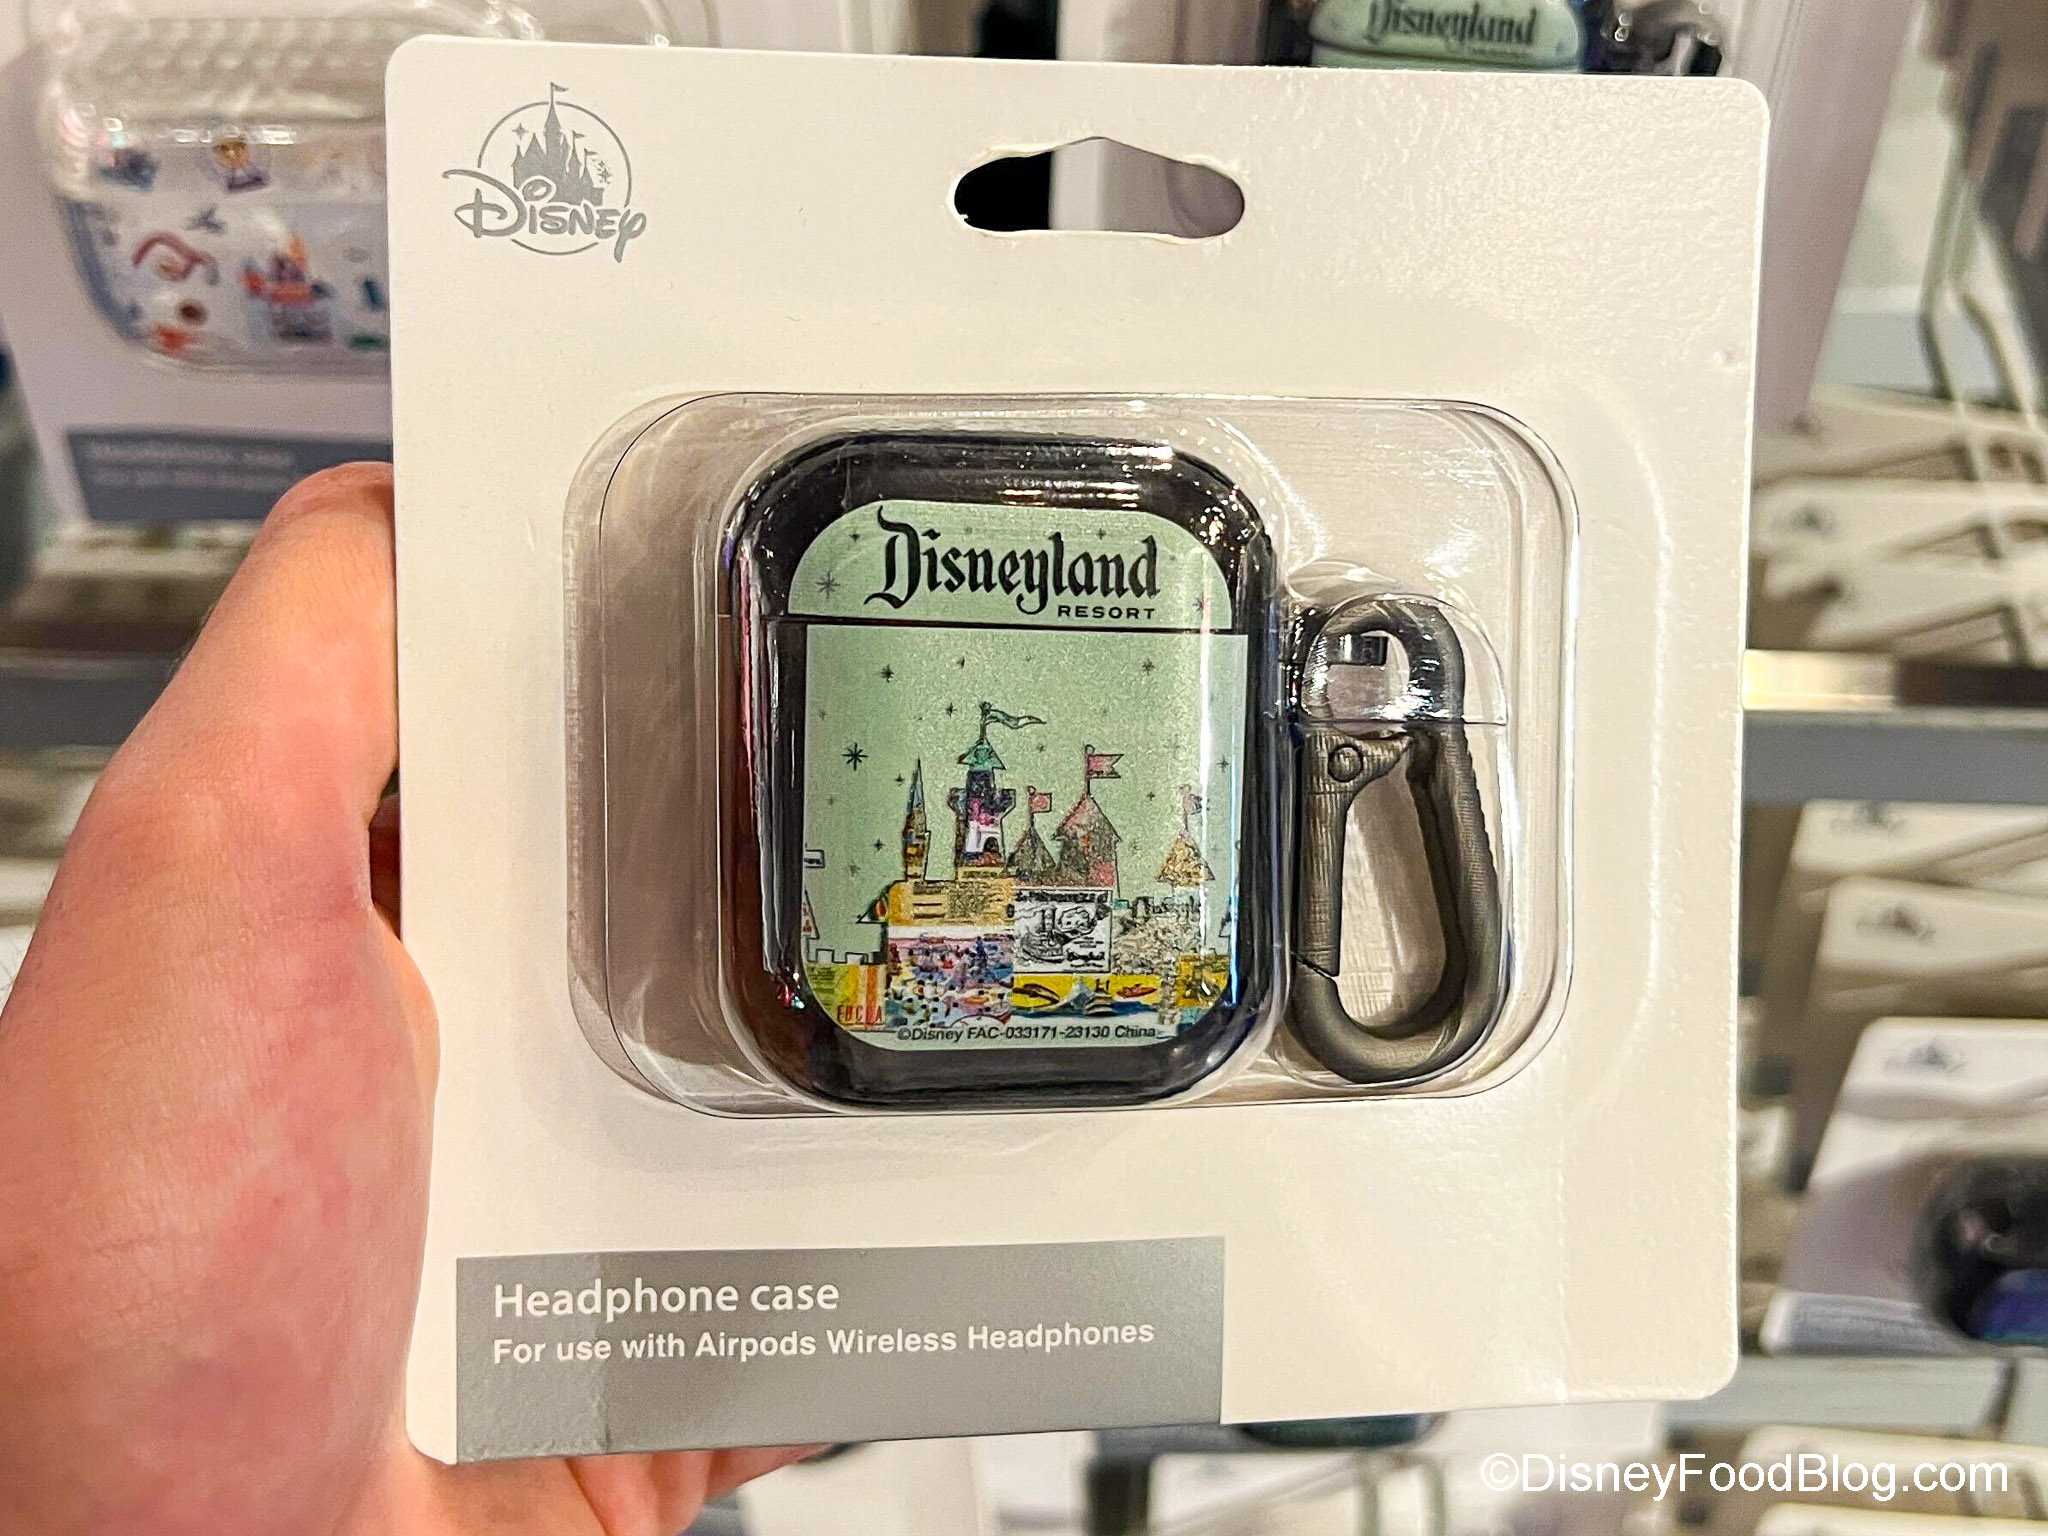 Disneyland
Disney
Disneyland
RESORT
©Disney FAC-033171-23130 China
Headphone case
For use with Airpods Wireless Headphones
©DisneyFoodBlog.com